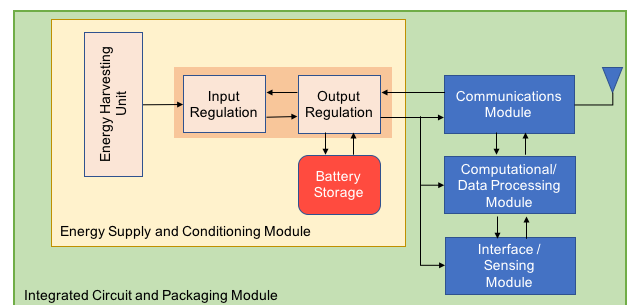 Energy Harvesting
Unit
Input
Regulation
Output
Regulation
Battery
Storage
Energy Supply and Conditioning Module
Communications
Module
Computational/
Data Processing
Module
Interface /
Sensing
Module
Integrated Circuit and Packaging Module